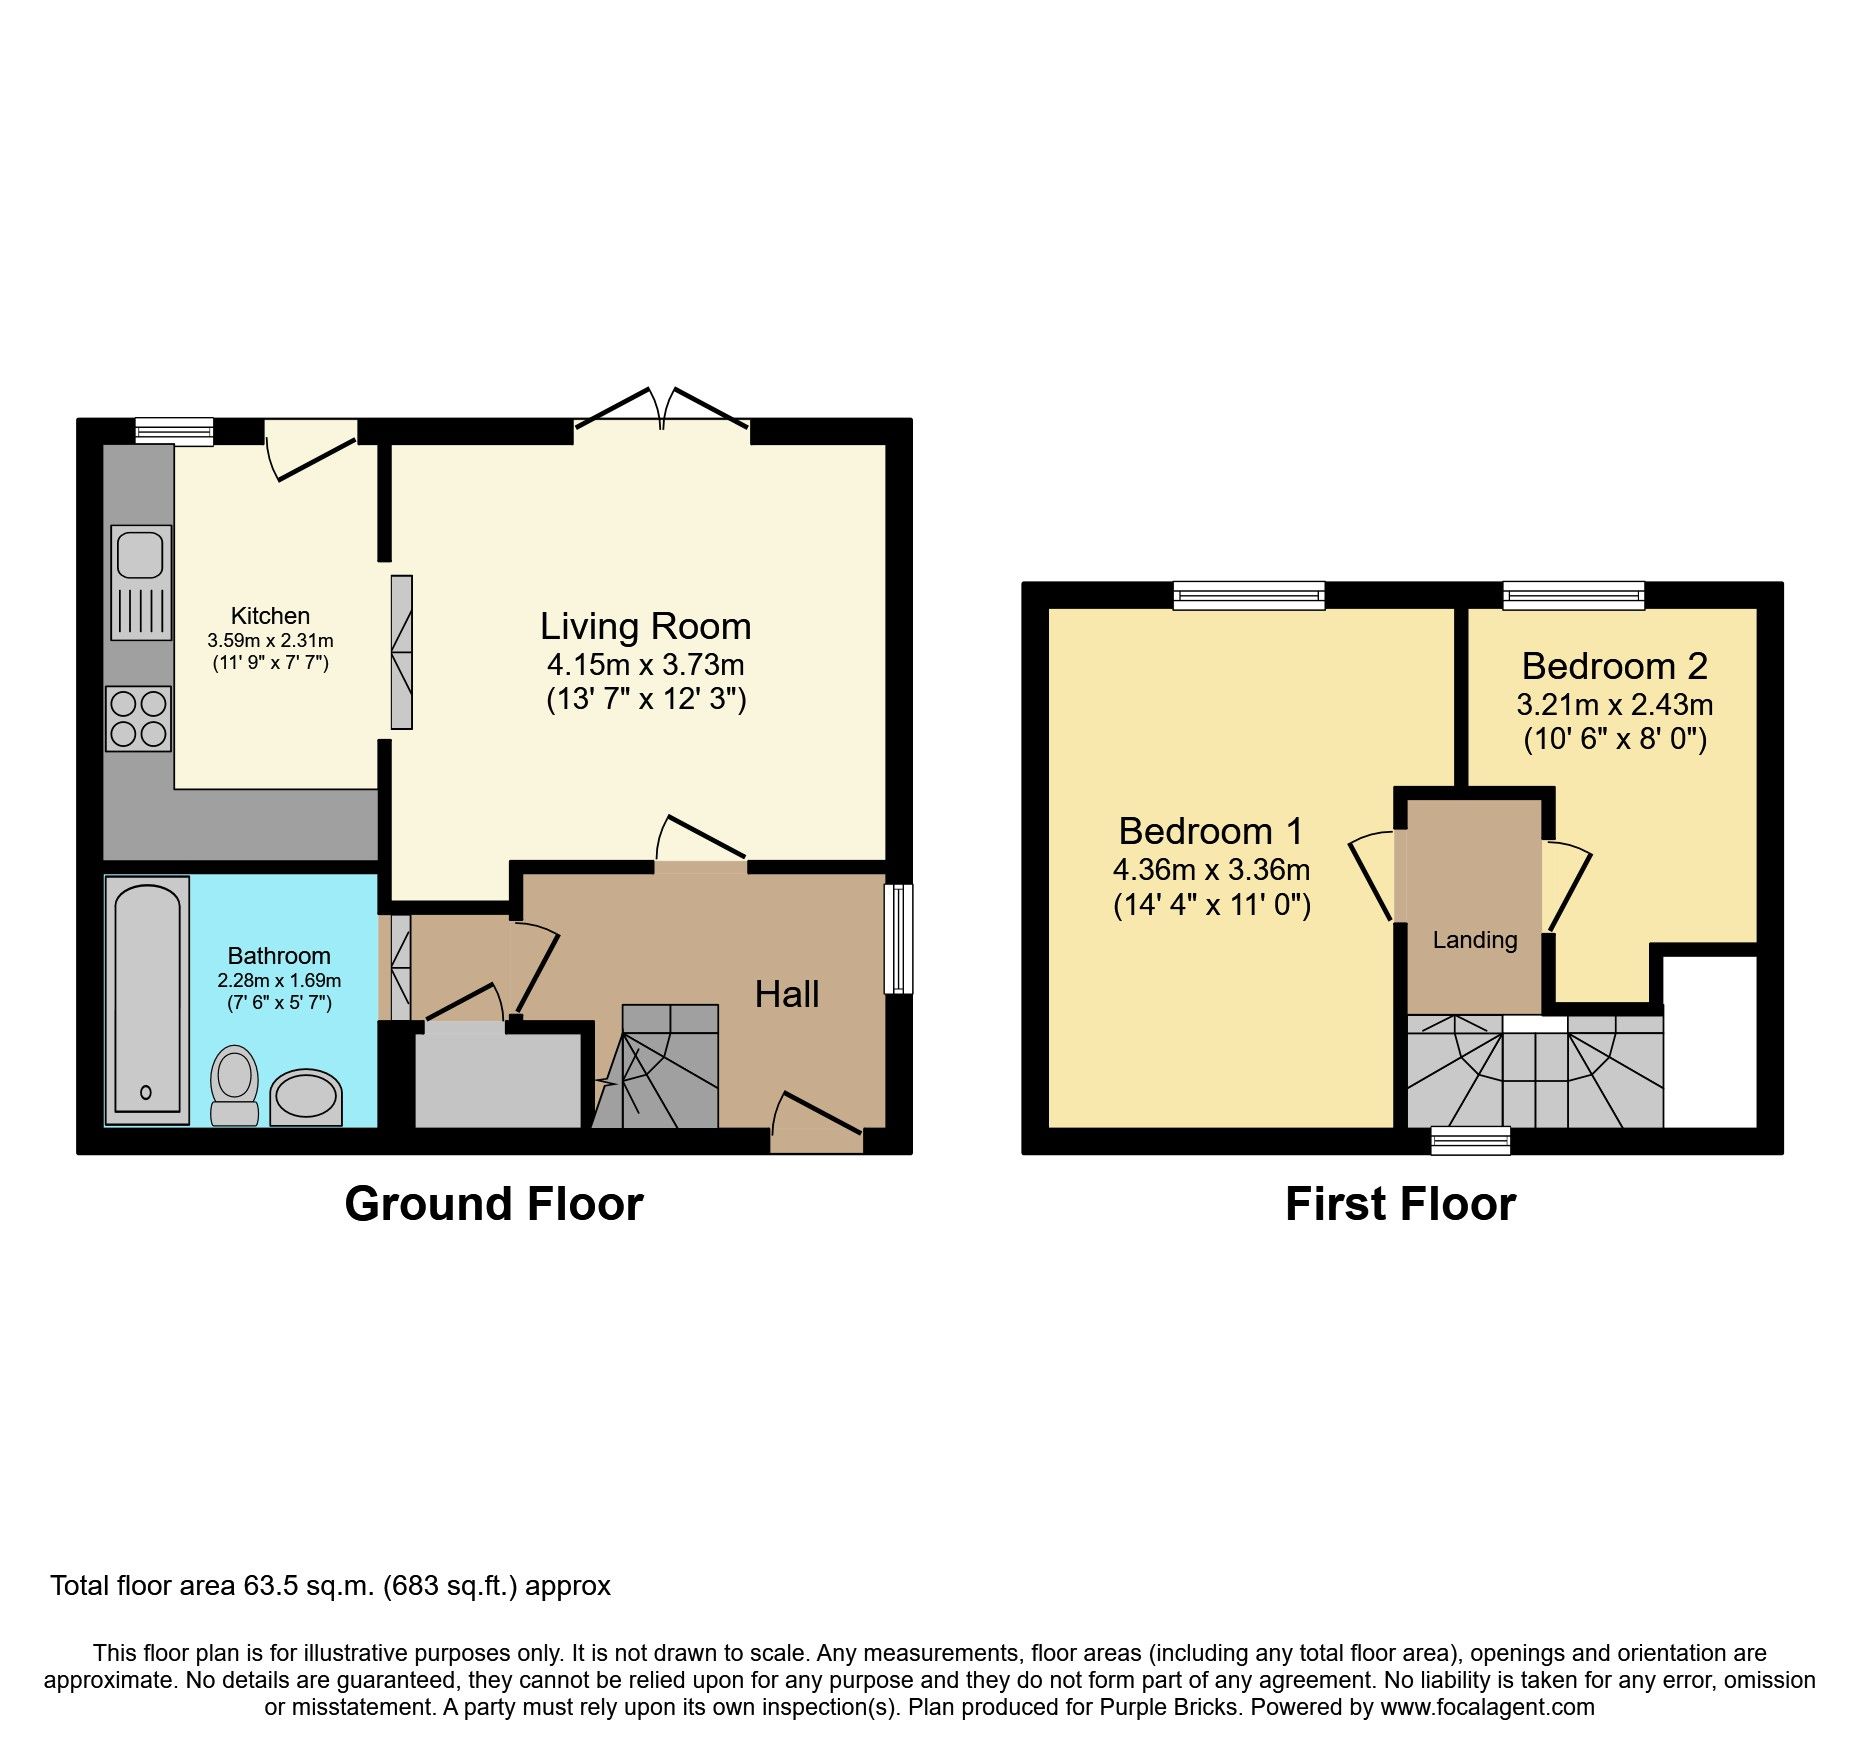 Kitchen
3.59m x 2.31m
(11' 9" x 7' 7")
Living Room
4.15m x 3.73m
(13' 7" x 12' 3")
Bathroom
2.28m x 1.69m
(7' 6" x 5' 7")
Hall
Ground Floor
Bedroom 1
4.36m x 3.36m
(14' 4" x 11' 0")
Bedroom 2
3.21m x 2.43m
(10' 6" x 8' 0")
Landing
First Floor
Total floor area 63.5 sq.m. (683 sq.ft.) approx
This floor plan is for illustrative purposes only. It is not drawn to scale. Any measurements, floor areas (including any total floor area), openings and orientation are
approximate. No details are guaranteed, they cannot be relied upon for any purpose and they do not form part of any agreement. No liability is taken for any error, omission
or misstatement. A party must rely upon its own inspection(s). Plan produced for Purple Bricks. Powered by www.focalagent.com